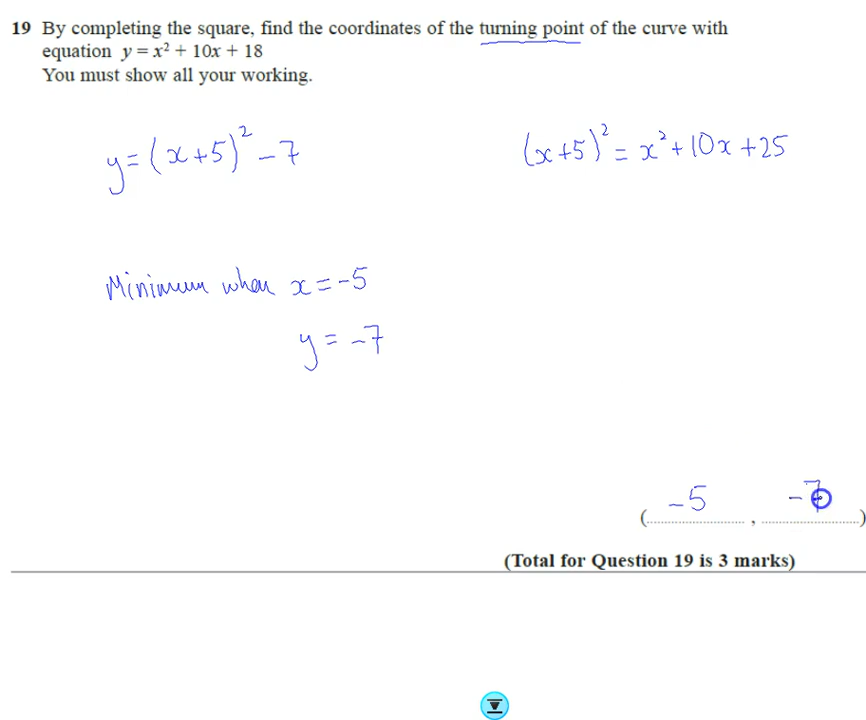 19 By completing the square, find the coordinates of the turning point of the curve with
equation y = x² + 10x + 18
You must show all your working.
y = (x+5)² − 7
(x+5)² = x² + 10x + 25
Minimum when x = −5
y = −7
(−5, −7)
(Total for Question 19 is 3 marks)